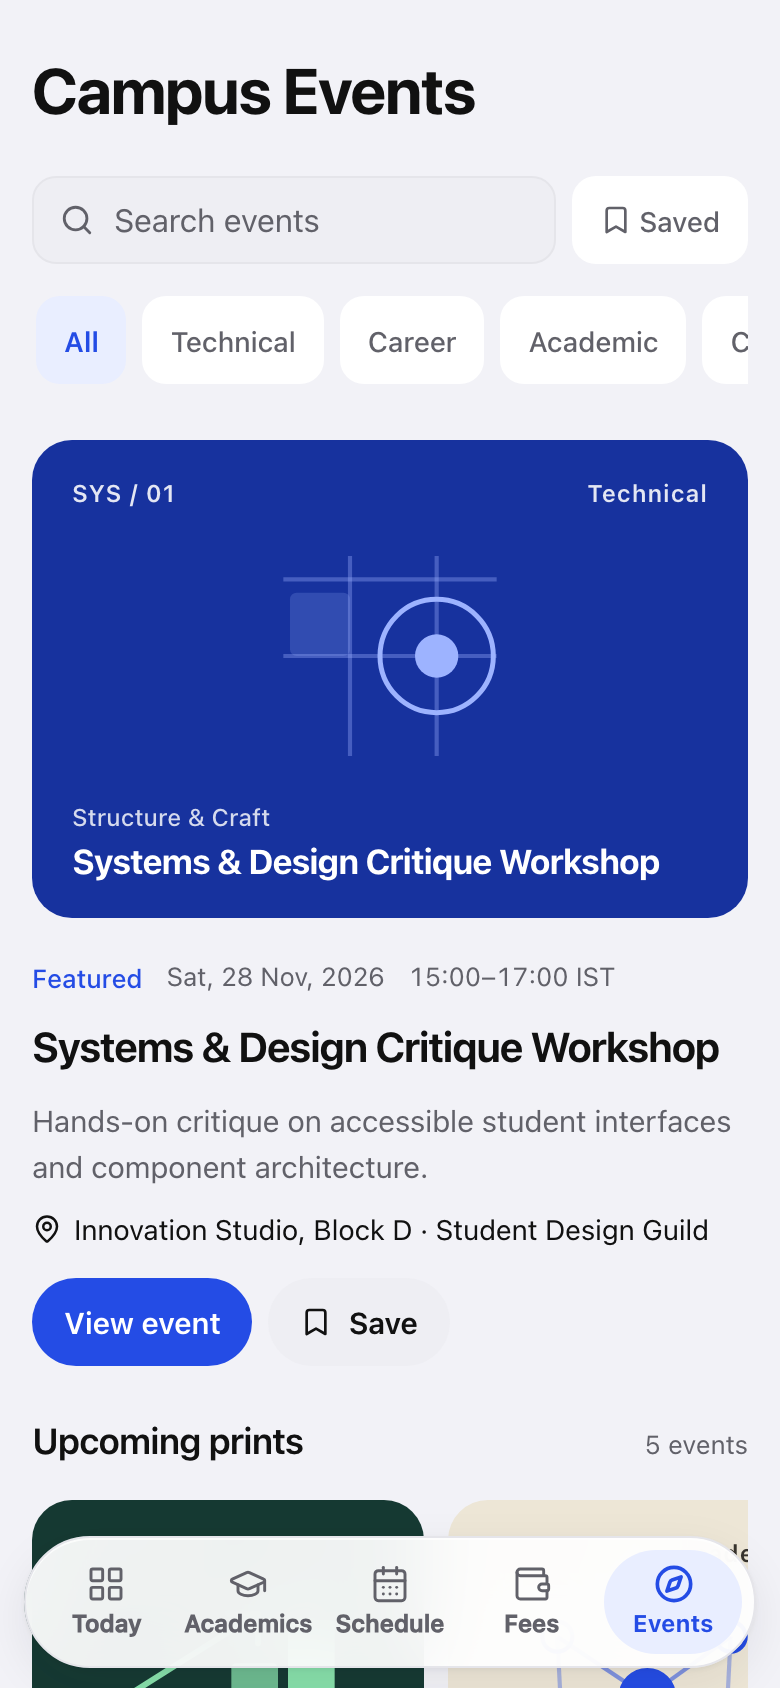 Campus Events
Search events
Saved
All
Technical
Career
Academic
C
SYS / 01
Technical
Structure & Craft
Systems & Design Critique Workshop
Featured
Sat, 28 Nov, 2026
15:00–17:00 IST
Systems & Design Critique Workshop
Hands-on critique on accessible student interfaces
and component architecture.
Innovation Studio, Block D · Student Design Guild
View event
Save
Upcoming prints
5 events
Today
Academics
Schedule
Fees
Events